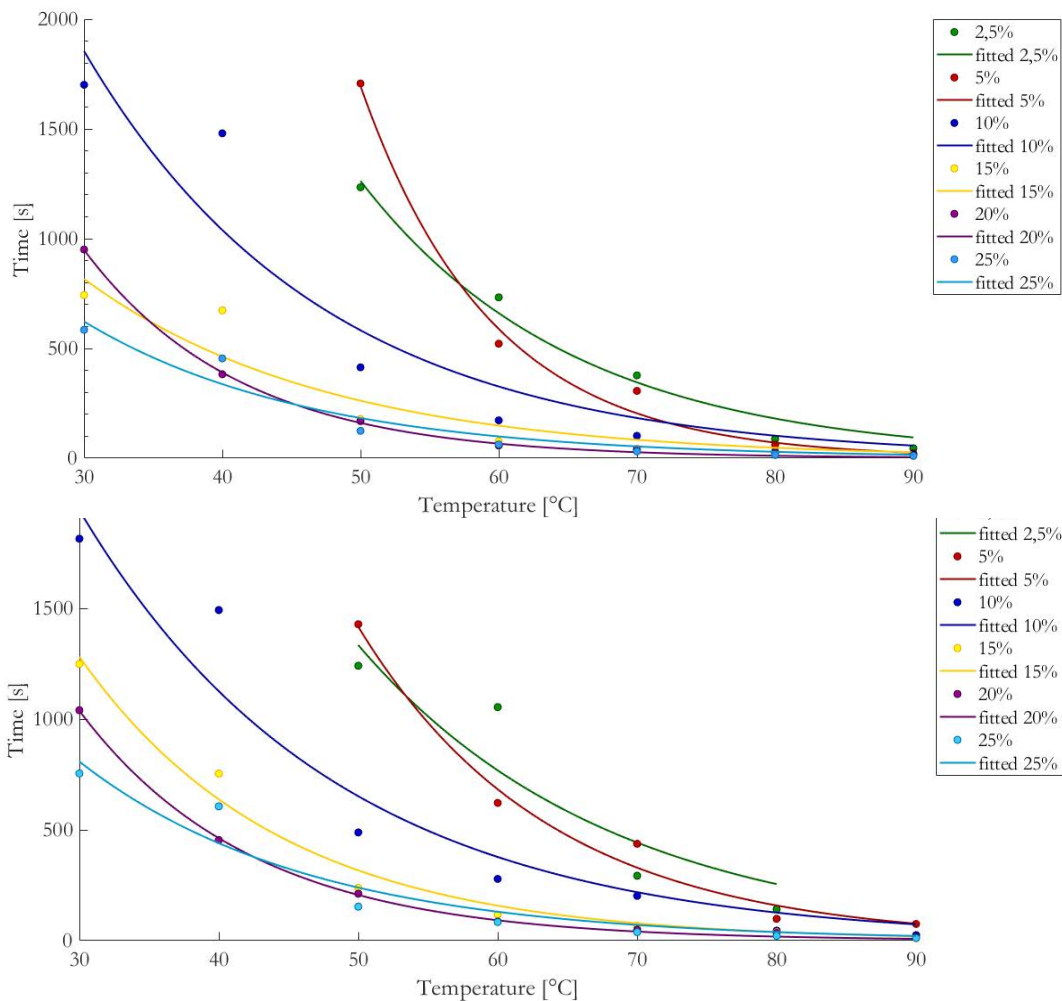 2000
1500
1000
500
0
Time [s]
30 40 50 60 70 80 90
Temperature [°C]
2,5%
fitted 2,5%
5%
fitted 5%
10%
fitted 10%
15%
fitted 15%
20%
fitted 20%
25%
fitted 25%
1500
1000
500
0
Time [s]
30 40 50 60 70 80 90
Temperature [°C]
fitted 2,5%
5%
fitted 5%
10%
fitted 10%
15%
fitted 15%
20%
fitted 20%
25%
fitted 25%